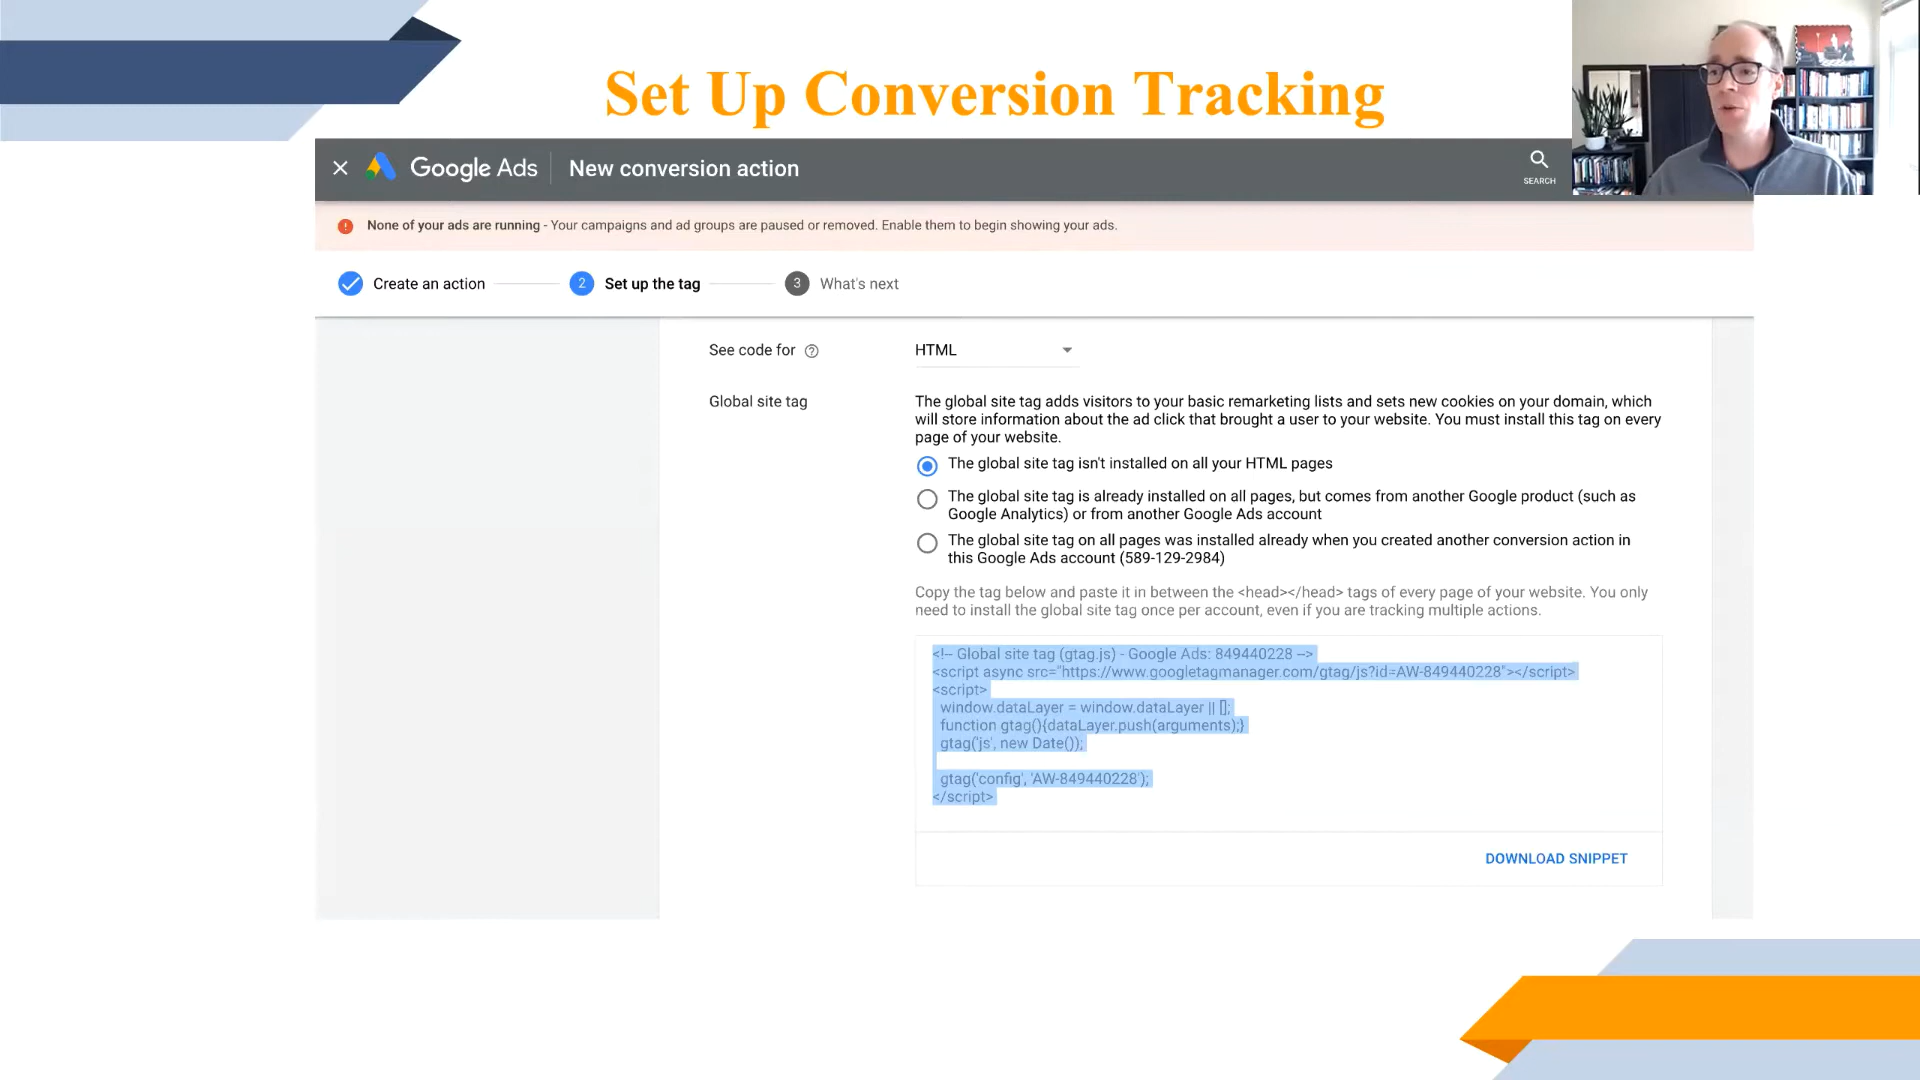 Set Up Conversion Tracking
Google Ads
New conversion action
SEARCH
None of your ads are running - Your campaigns and ad groups are paused or removed. Enable them to begin showing your ads.
Create an action
2
Set up the tag
3
What's next
See code for
HTML
Global site tag
The global site tag adds visitors to your basic remarketing lists and sets new cookies on your domain, which
will store information about the ad click that brought a user to your website. You must install this tag on every
page of your website.
The global site tag isn't installed on all your HTML pages
The global site tag is already installed on all pages, but comes from another Google product (such as
Google Analytics) or from another Google Ads account
The global site tag on all pages was installed already when you created another conversion action in
this Google Ads account (589-129-2984)
Copy the tag below and paste it in between the <head></head> tags of every page of your website. You only
need to install the global site tag once per account, even if you are tracking multiple actions.
<!-- Global site tag (gtag.js) - Google Ads: 849440228 -->
<script async src="https://www.googletagmanager.com/gtag/js?id=AW-849440228"></script>
<script>
window.dataLayer = window.dataLayer || [];
function gtag(){dataLayer.push(arguments);}
gtag('js', new Date());
gtag('config', 'AW-849440228');
</script>
DOWNLOAD SNIPPET